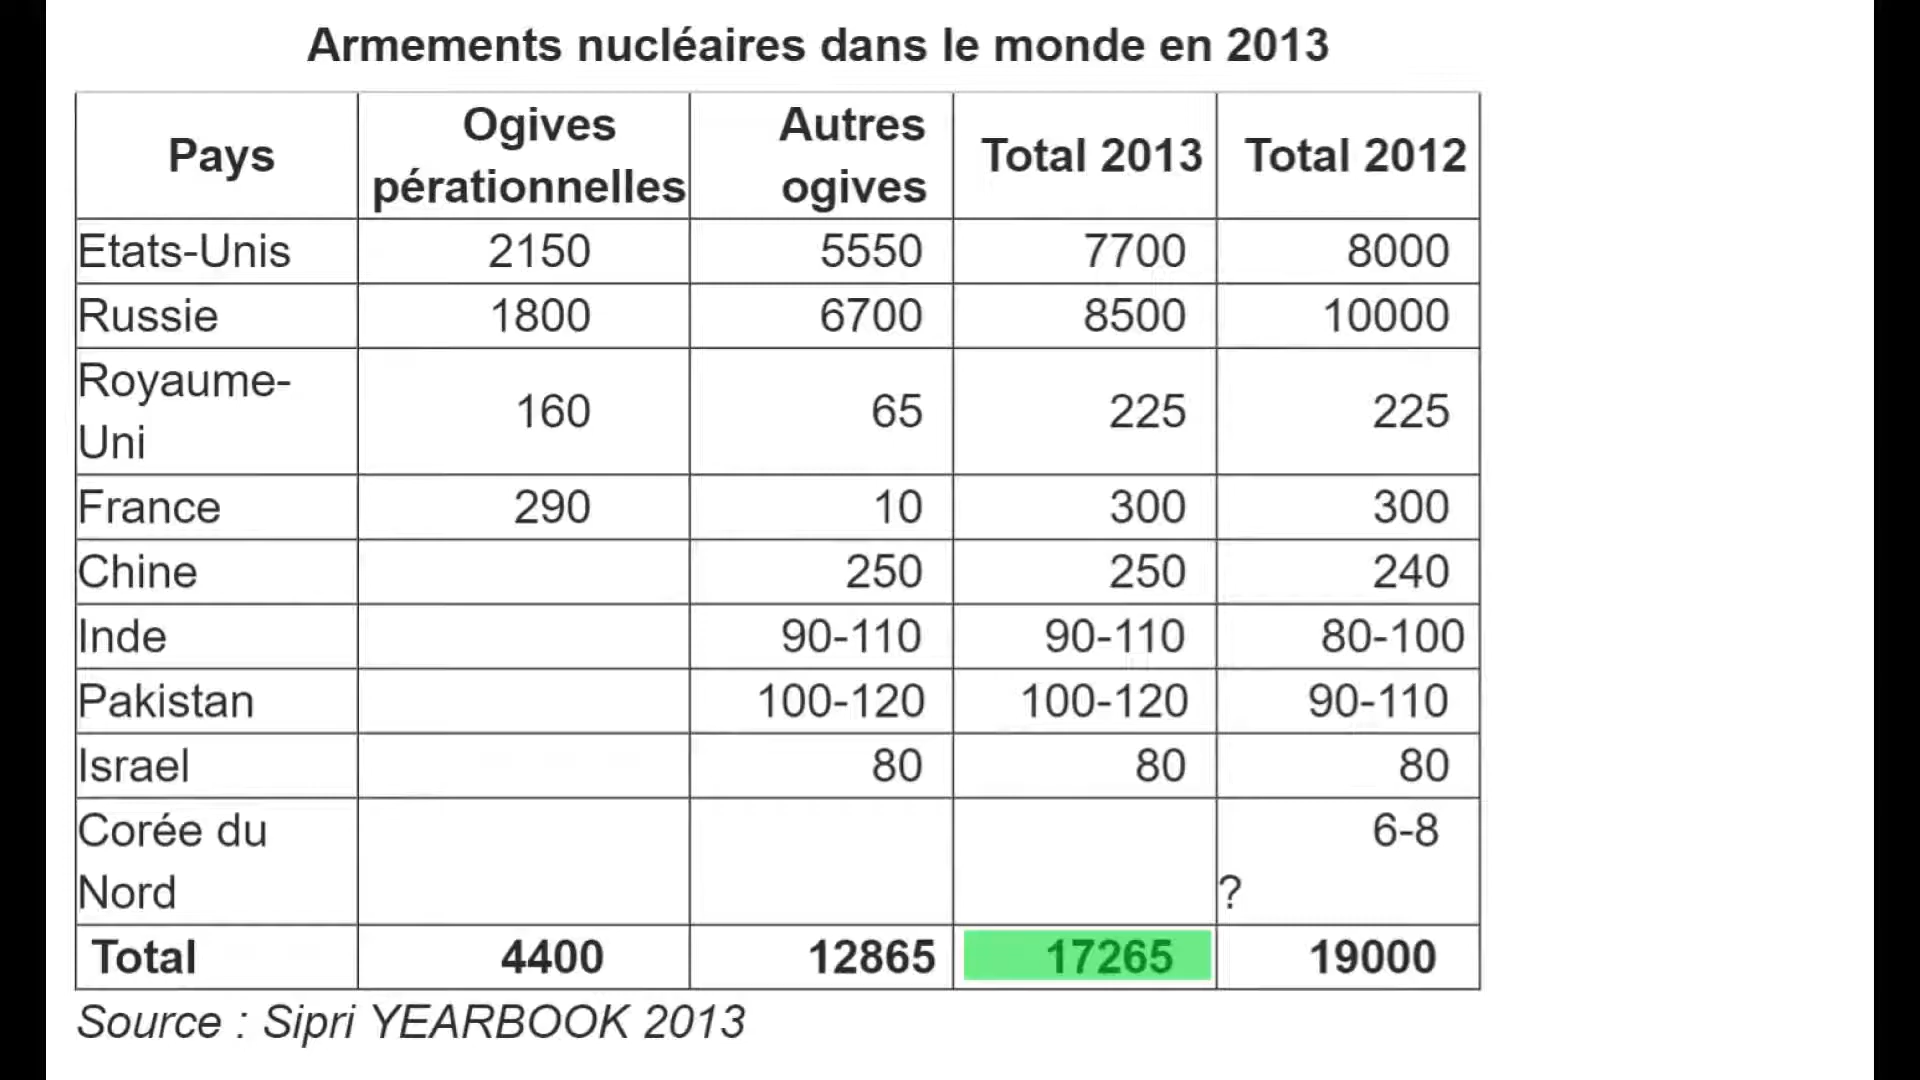 Armements nucléaires dans le monde en 2013
Pays Ogives pérationnelles Autres ogives Total 2013 Total 2012
Etats-Unis 2150 5550 7700 8000
Russie 1800 6700 8500 10000
Royaume-Uni 160 65 225 225
France 290 10 300 300
Chine 250 250 240
Inde 90-110 90-110 80-100
Pakistan 100-120 100-120 90-110
Israel 80 80 80
Corée du Nord 6-8 ?
Total 4400 12865 17265 19000
Source : Sipri YEARBOOK 2013